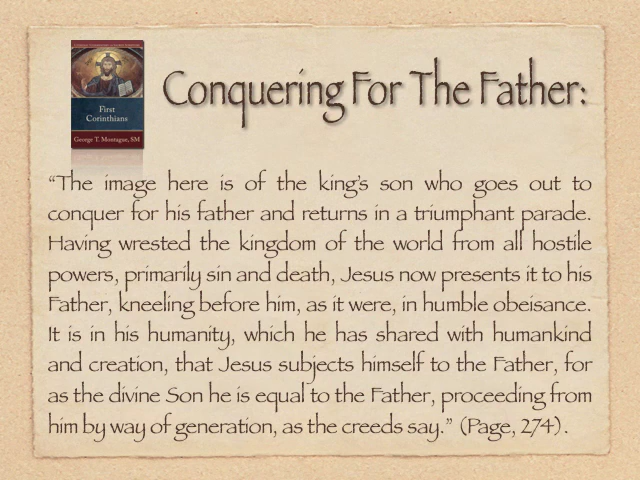 First
Corinthians
George T. Montague, SM
Conquering For The Father:
“The image here is of the king’s son who goes out to
conquer for his father and returns in a triumphant parade.
Having wrested the kingdom of the world from all hostile
powers, primarily sin and death, Jesus now presents it to his
Father, kneeling before him, as it were, in humble obeisance.
It is in his humanity, which he has shared with humankind
and creation, that Jesus subjects himself to the Father, for
as the divine Son he is equal to the Father, proceeding from
him by way of generation, as the creeds say.” (Page, 274).